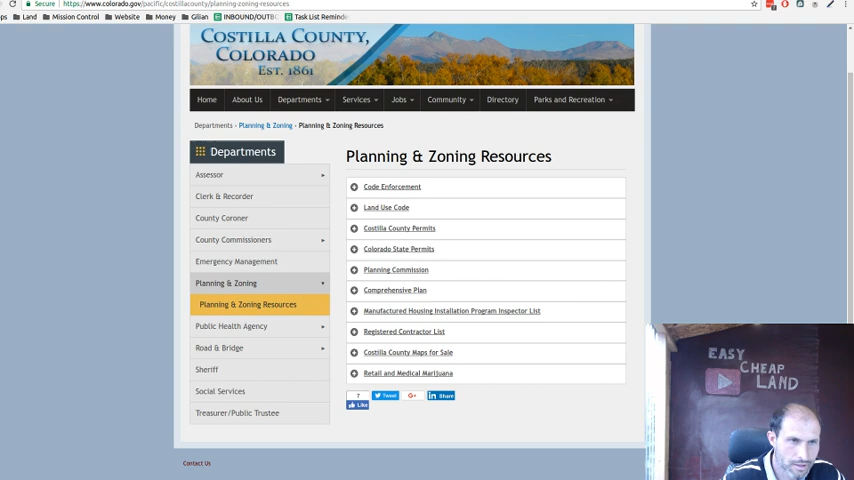 Secure
https://www.colorado.gov/pacific/costillacounty/planning-zoning-resources
ps Land Mission Control Website Money Gilian INBOUND/OUTBO Task List Reminde
COSTILLA COUNTY,
COLORADO
EST. 1861
Home About Us Departments Services Jobs Community Directory Parks and Recreation
Departments › Planning & Zoning › Planning & Zoning Resources
Departments
Assessor
Clerk & Recorder
County Coroner
County Commissioners
Emergency Management
Planning & Zoning
Planning & Zoning Resources
Public Health Agency
Road & Bridge
Sheriff
Social Services
Treasurer/Public Trustee
Planning & Zoning Resources
Code Enforcement
Land Use Code
Costilla County Permits
Colorado State Permits
Planning Commission
Comprehensive Plan
Manufactured Housing Installation Program Inspector List
Registered Contractor List
Costilla County Maps for Sale
Retail and Medical Marijuana
7 Tweet G+ Share
Like
Contact Us
EASY
CHEAP
LAND